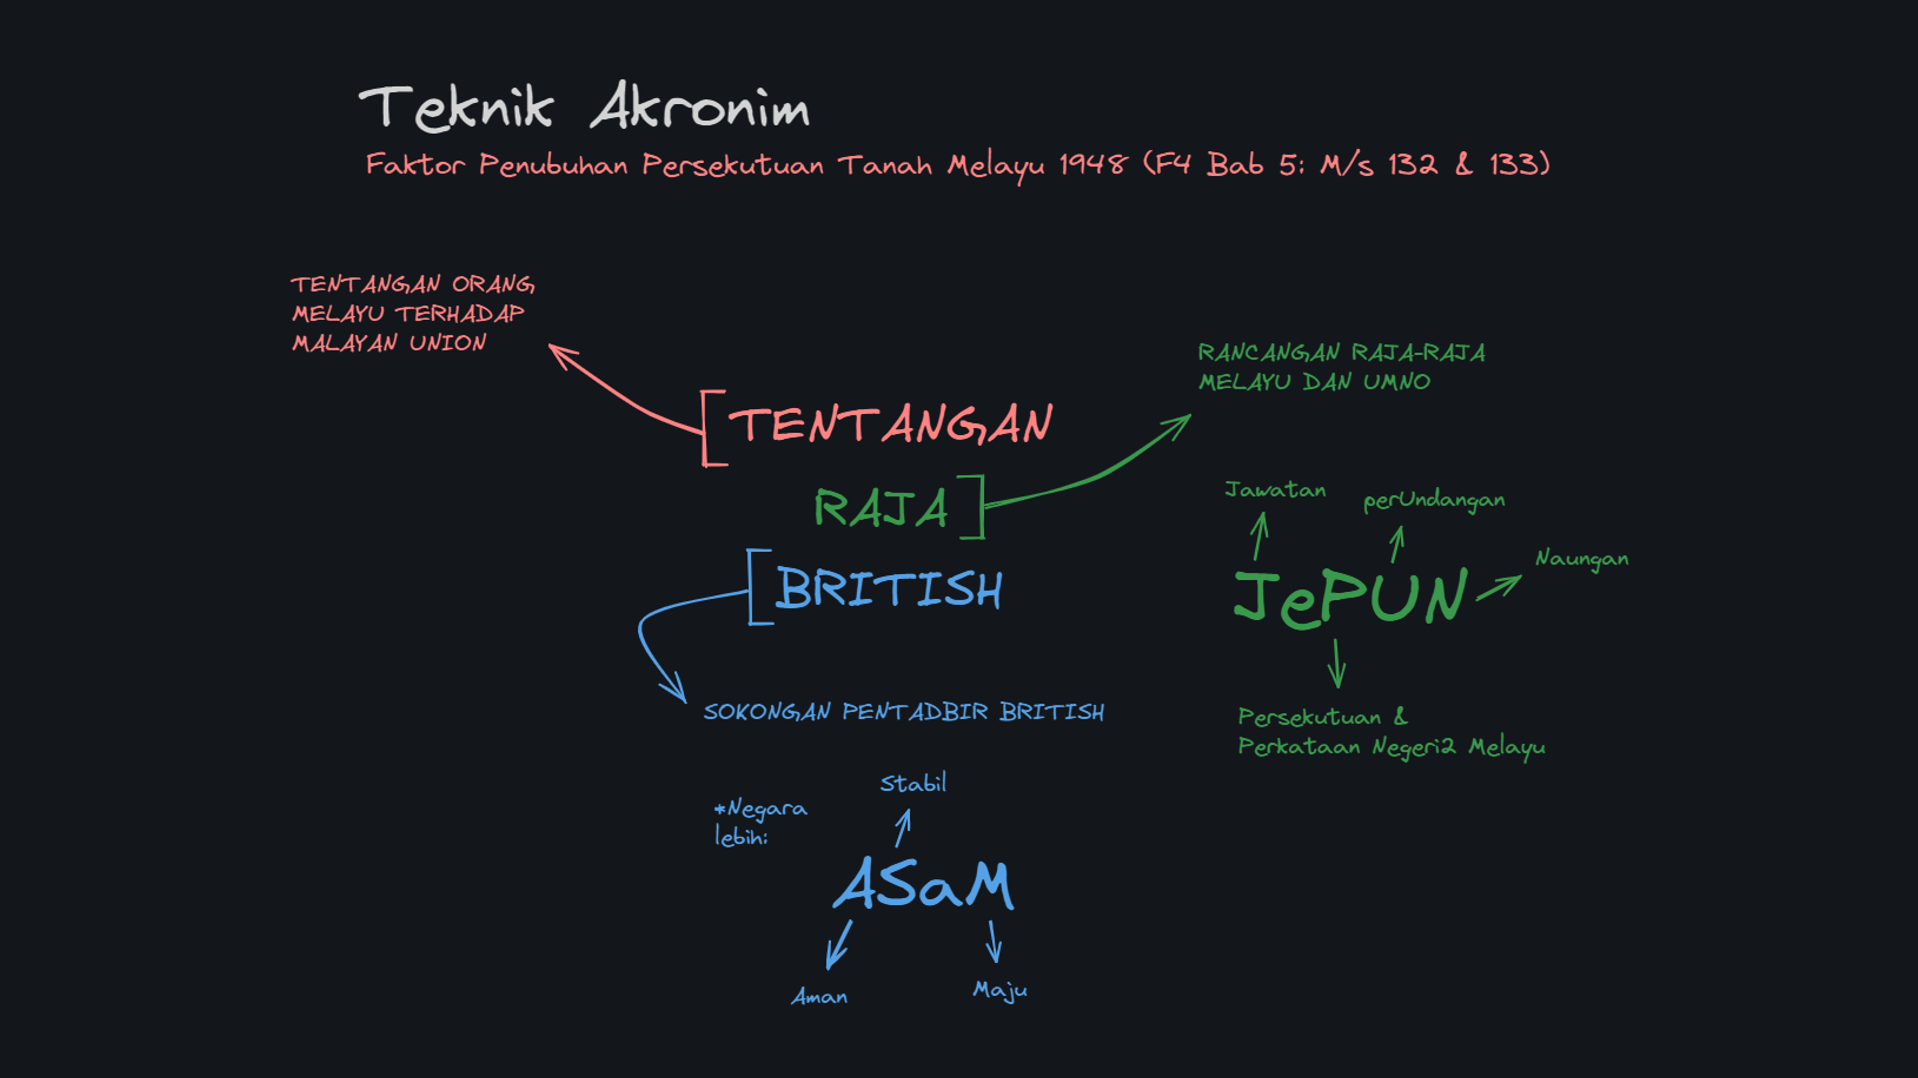 Teknik Akronim
Faktor Penubuhan Persekutuan Tanah Melayu 1948 (F4 Bab 5: M/s 132 & 133)
TENTANGAN ORANG
MELAYU TERHADAP
MALAYAN UNION
TENTANGAN
RAJA
BRITISH
RANCANGAN RAJA-RAJA
MELAYU DAN UMNO
Jawatan
perUndangan
Naungan
JePUN
Persekutuan &
Perkataan Negeri2 Melayu
SOKONGAN PENTADBIR BRITISH
*Negara
lebih:
Stabil
ASaM
Aman
Maju